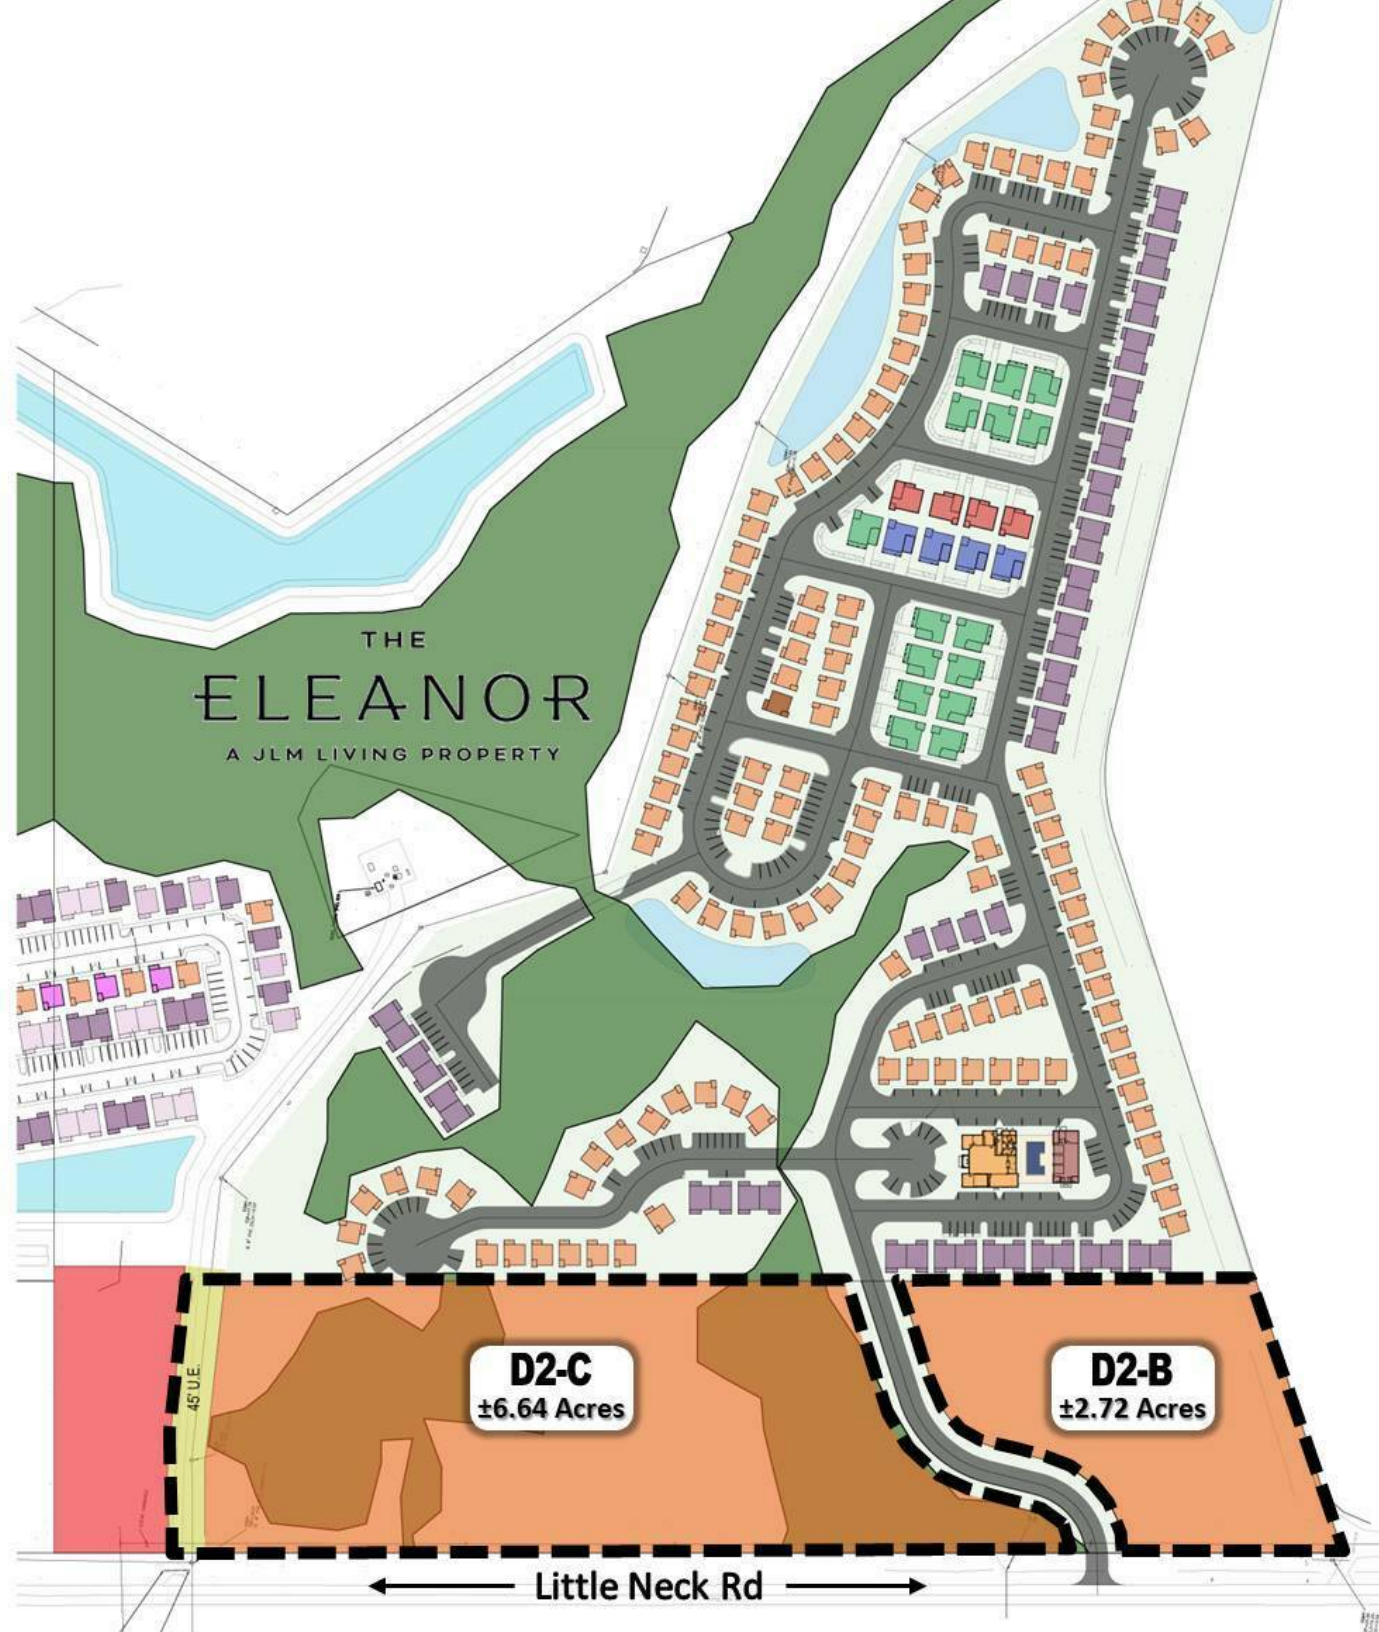 THE
ELEANOR
A JLM LIVING PROPERTY
45' U.E.
D2-C
±6.64 Acres
D2-B
±2.72 Acres
Little Neck Rd